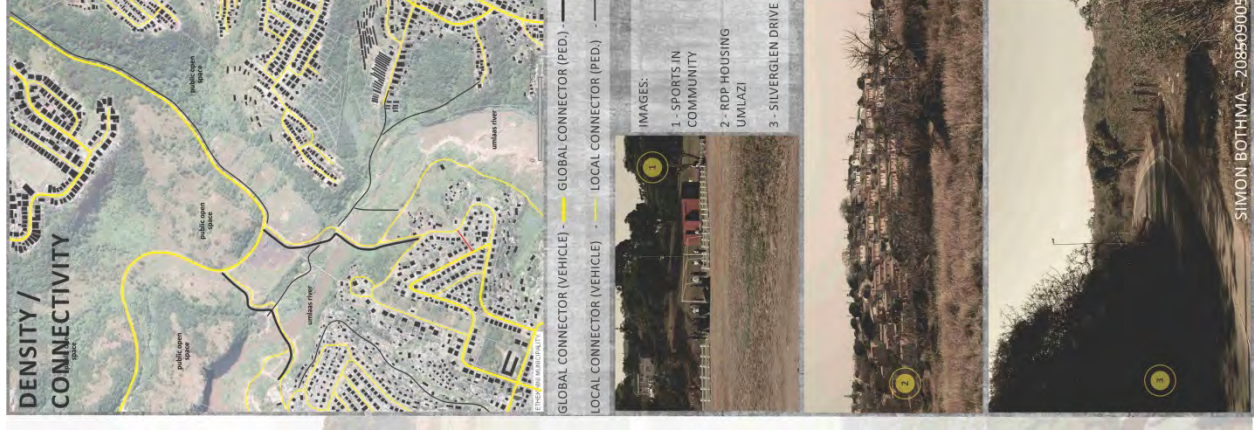 DENSITY /
CONNECTIVITY
public open
space
public open
space
public open
space
public open
space
umlaas river
umlaas river
GLOBAL CONNECTOR (VEHICLE) - GLOBAL CONNECTOR (PED.) -
LOCAL CONNECTOR (VEHICLE) - LOCAL CONNECTOR (PED.) -
IMAGES:
1 - SPORTS IN
COMMUNITY
2 - RDP HOUSING
UMLAZI
3 - SILVERGLEN DRIVE
1
2
3
SIMON BOTHMA - 208509005